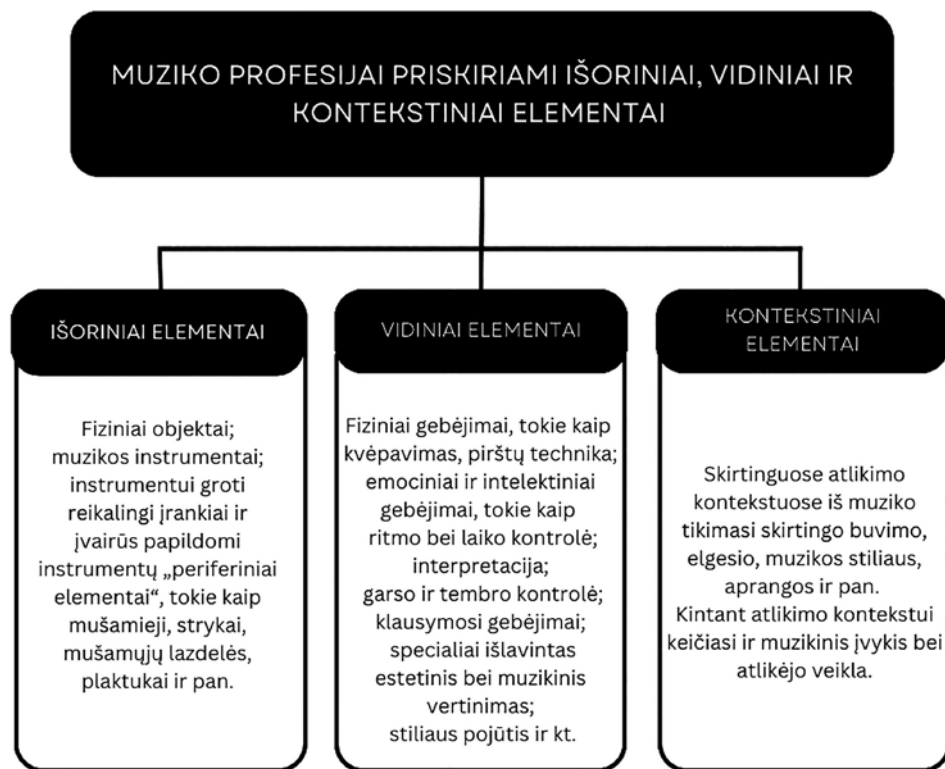 MUZIKO PROFESIJAI PRISKIRIAMI IŠORINIAI, VIDINIAI IR
KONTEKSTINIAI ELEMENTAI
IŠORINIAI ELEMENTAI
Fiziniai objektai;
muzikos instrumentai;
instrumentui groti
reikalingi įrankiai ir
įvairūs papildomi
instrumentų „periferiniai
elementai“, tokie kaip
mušamieji, strykai,
mušamųjų lazdelės,
plaktukai ir pan.
VIDINIAI ELEMENTAI
Fiziniai gebėjimai, tokie kaip
kvėpavimas, pirštų technika;
emociniai ir intelektiniai
gebėjimai, tokie kaip
ritmo bei laiko kontrolė;
interpretacija;
garso ir tembro kontrolė;
klausymosi gebėjimai;
specialiai išlavintas
estetinis bei muzikinis
vertinimas;
stiliaus pojūtis ir kt.
KONTEKSTINIAI
ELEMENTAI
Skirtinguose atlikimo
kontekstuose iš muziko
tikimasi skirtingo buvimo,
elgesio, muzikos stiliaus,
aprangos ir pan.
Kintant atlikimo kontekstui
keičiasi ir muzikinis įvykis bei
atlikėjo veikla.